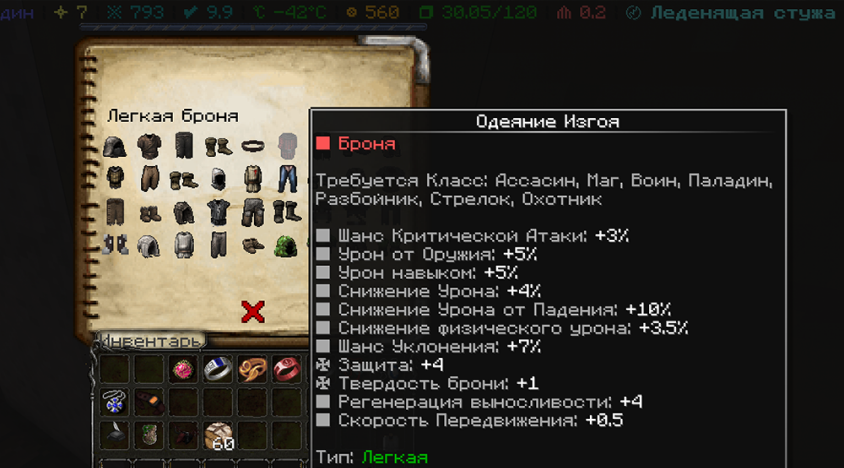 дин 7 793 9.9 °C -42°C 560 30.05/120 0.2 Леденящая стужа
Легкая броня
Одеяние Изгоя
Броня
Требуется Класс: Ассасин, Маг, Воин, Паладин,
Разбойник, Стрелок, Охотник
Шанс Критической Атаки: +3%
Урон от Оружия: +5%
Урон навыком: +5%
Снижение Урона: +4%
Снижение Урона от Падения: +10%
Снижение физического урона: +3.5%
Шанс Уклонения: +7%
Защита: +4
Твердость брони: +1
Регенерация выносливости: +4
Скорость Передвижения: +0.5
Тип: Легкая
Инвентарь
60